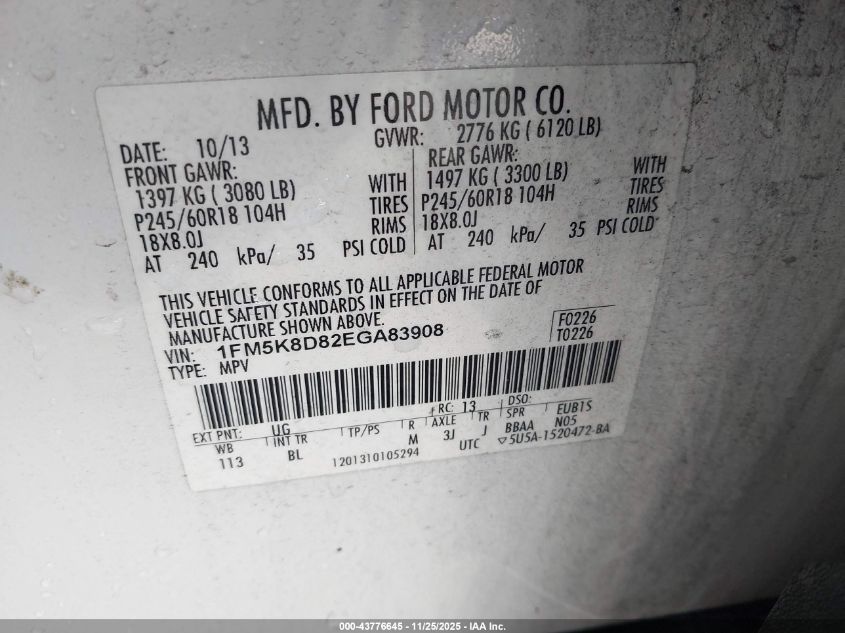 MFD. BY FORD MOTOR CO.
DATE: 10/13 GVWR: 2776 KG ( 6120 LB)
FRONT GAWR: REAR GAWR:
1397 KG ( 3080 LB) WITH 1497 KG ( 3300 LB) WITH
P245/60R18 104H TIRES P245/60R18 104H TIRES
18X8.0J RIMS 18X8.0J RIMS
AT 240 kPa/ 35 PSI COLD AT 240 kPa/ 35 PSI COLD
THIS VEHICLE CONFORMS TO ALL APPLICABLE FEDERAL MOTOR
VEHICLE SAFETY STANDARDS IN EFFECT ON THE DATE OF
MANUFACTURE SHOWN ABOVE.
F0226
VIN: 1FM5K8D82EGA83908
T0226
TYPE: MPV
EXT PNT: UG RC: 13 DSO:
WB INT TR TP/PS R AXLE TR SPR EUB1S
113 BL M 3J J BBAA N05
1201310105294 UTC ▽5U5A-1520472-BA
000-43776645 - 11/25/2025 - IAA Inc.